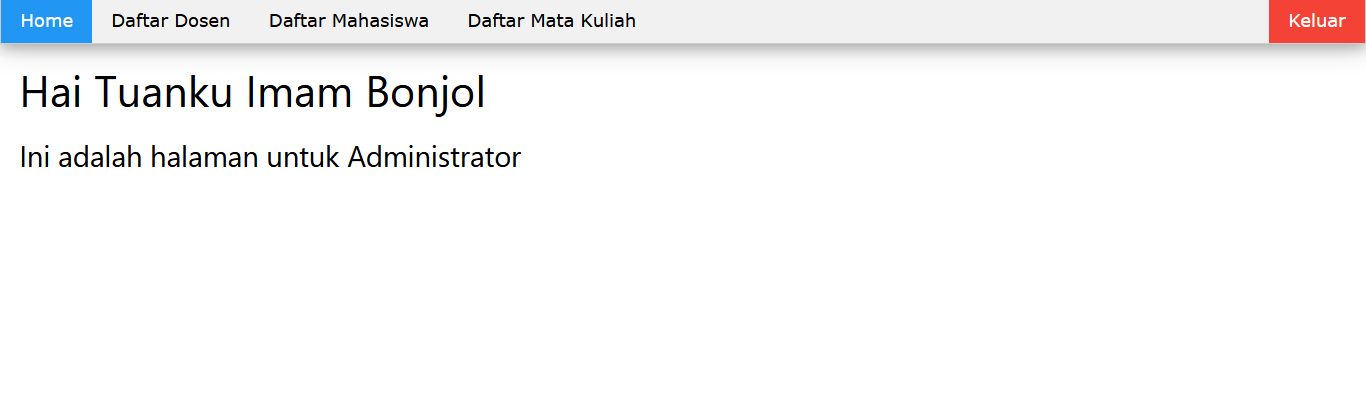 Home Daftar Dosen Daftar Mahasiswa Daftar Mata Kuliah Keluar
Hai Tuanku Imam Bonjol
Ini adalah halaman untuk Administrator